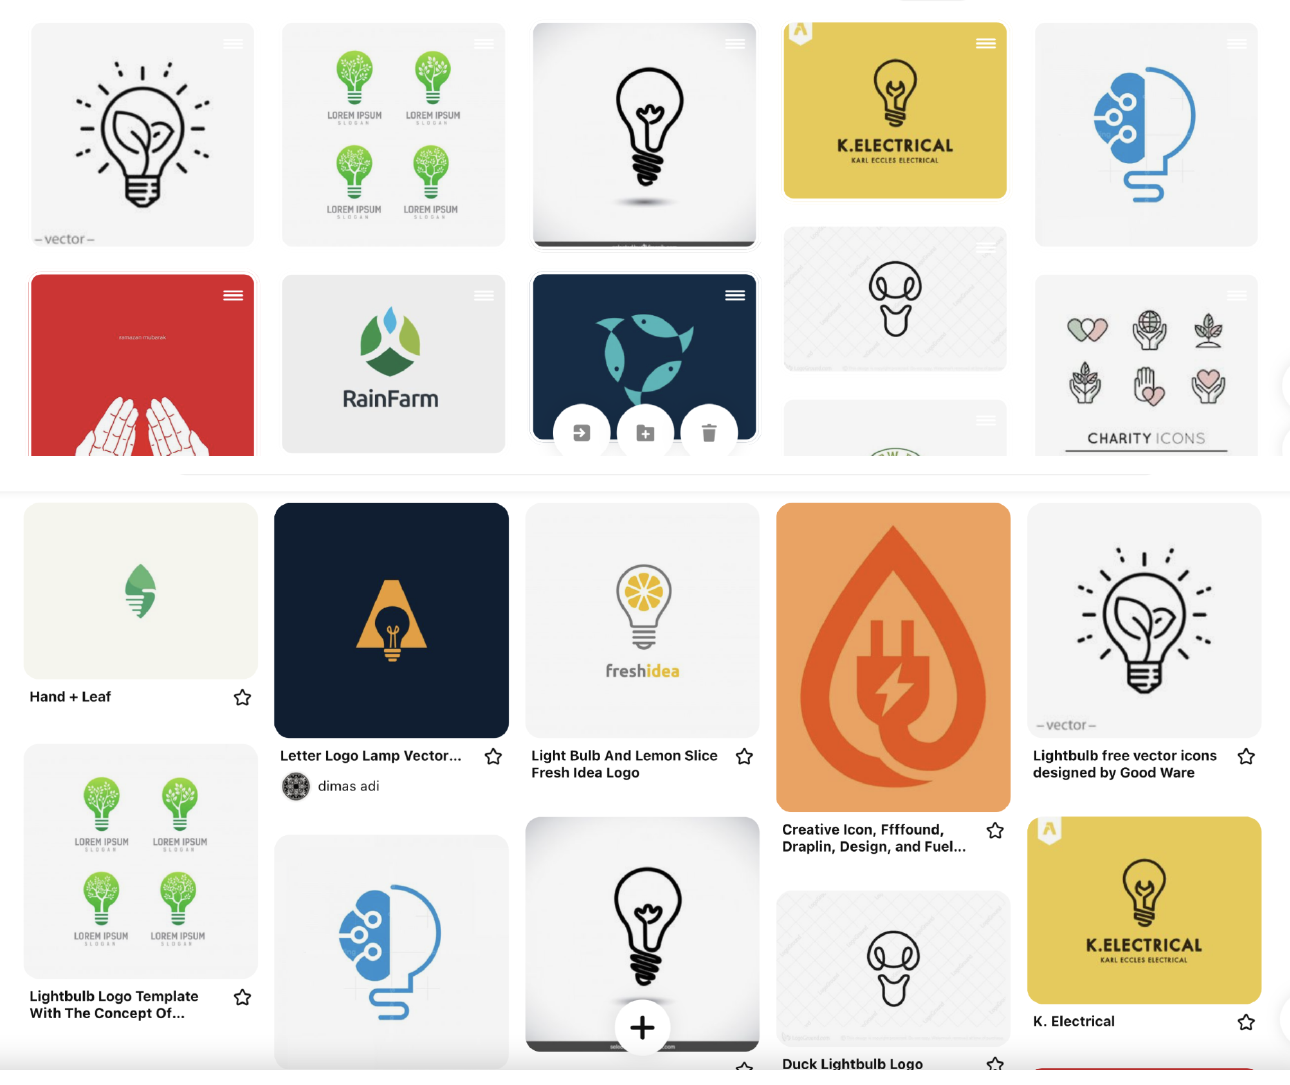 LOREM IPSUM
SLOGAN
LOREM IPSUM
SLOGAN
LOREM IPSUM
SLOGAN
LOREM IPSUM
SLOGAN
A
K.ELECTRICAL
KARL ECCLES ELECTRICAL
–vector–
ramazan mubarek
RainFarm
CHARITY ICONS
Hand + Leaf
Letter Logo Lamp Vector...
dimas adi
freshidea
Light Bulb And Lemon Slice
Fresh Idea Logo
Creative Icon, Ffffound,
Draplin, Design, and Fuel...
–vector–
Lightbulb free vector icons
designed by Good Ware
LOREM IPSUM
SLOGAN
LOREM IPSUM
SLOGAN
LOREM IPSUM
SLOGAN
LOREM IPSUM
SLOGAN
Lightbulb Logo Template
With The Concept Of...
Duck Lightbulb Logo
A
K.ELECTRICAL
KARL ECCLES ELECTRICAL
K. Electrical